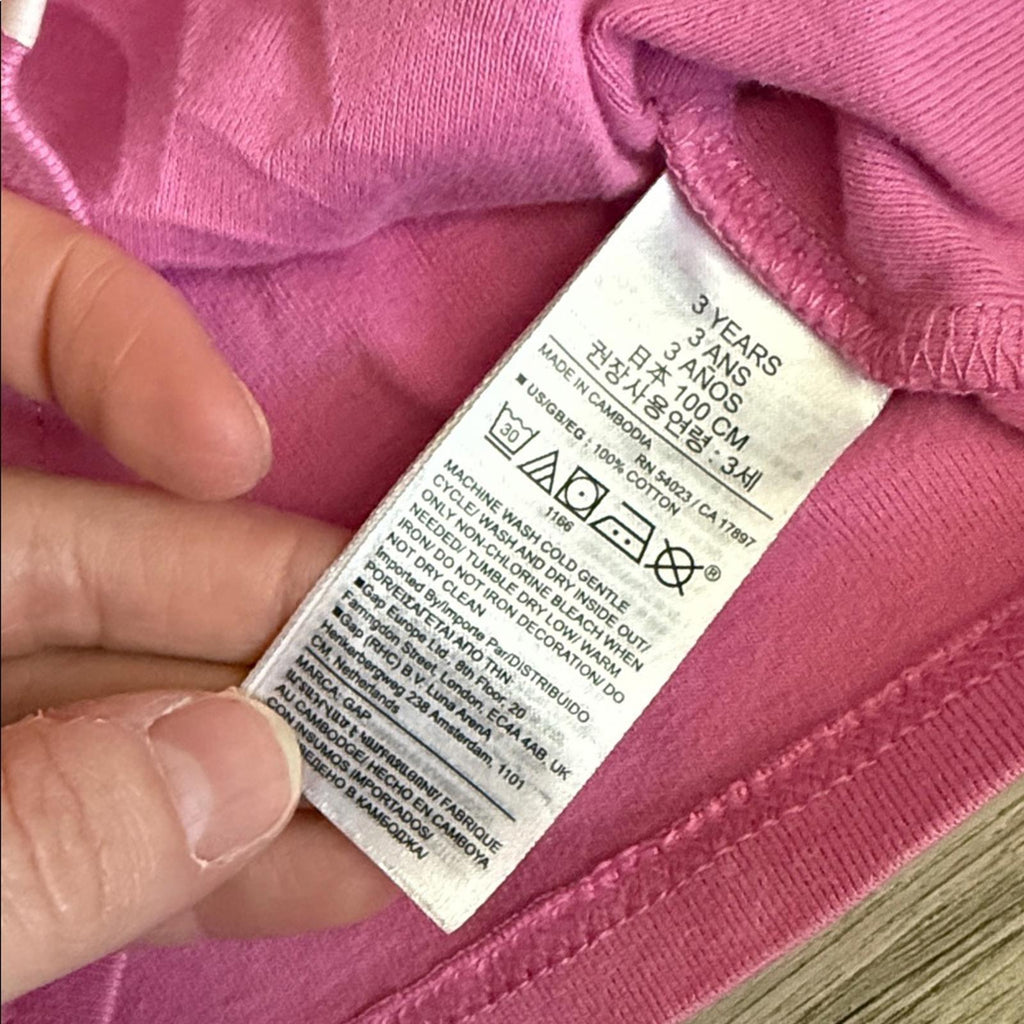 3 YEARS
3 ANS
3 AÑOS
日本 100 CM
권장사용연령 : 3세
MADE IN CAMBODIA RN 54023 / CA 17897
■ US/GB/EG : 100% COTTON
30
1166
®
MACHINE WASH COLD GENTLE
CYCLE/ WASH AND DRY INSIDE OUT/
ONLY NON-CHLORINE BLEACH WHEN
NEEDED/ TUMBLE DRY LOW/ WARM
IRON/ DO NOT IRON DECORATION/ DO
NOT DRY CLEAN
Imported By/Importe Par/DISTRIBUIDO
POR/ΕΙΣΑΓΕΤΑΙ ΑΠΟ ΤΗΝ
■Gap Europe Ltd, 8th Floor, 20
Farringdon Street, London, EC4A 4AB, UK
■Gap (RHC) B.V, Luna ArenA
Herikerbergweg 238 Amsterdam, 1101
CM, Netherlands
MARCA: GAP
FABRIQUE
AU CAMBODGE/ HECHO EN CAMBOYA
CON INSUMOS IMPORTADOS/
В КАМБОДЖА/